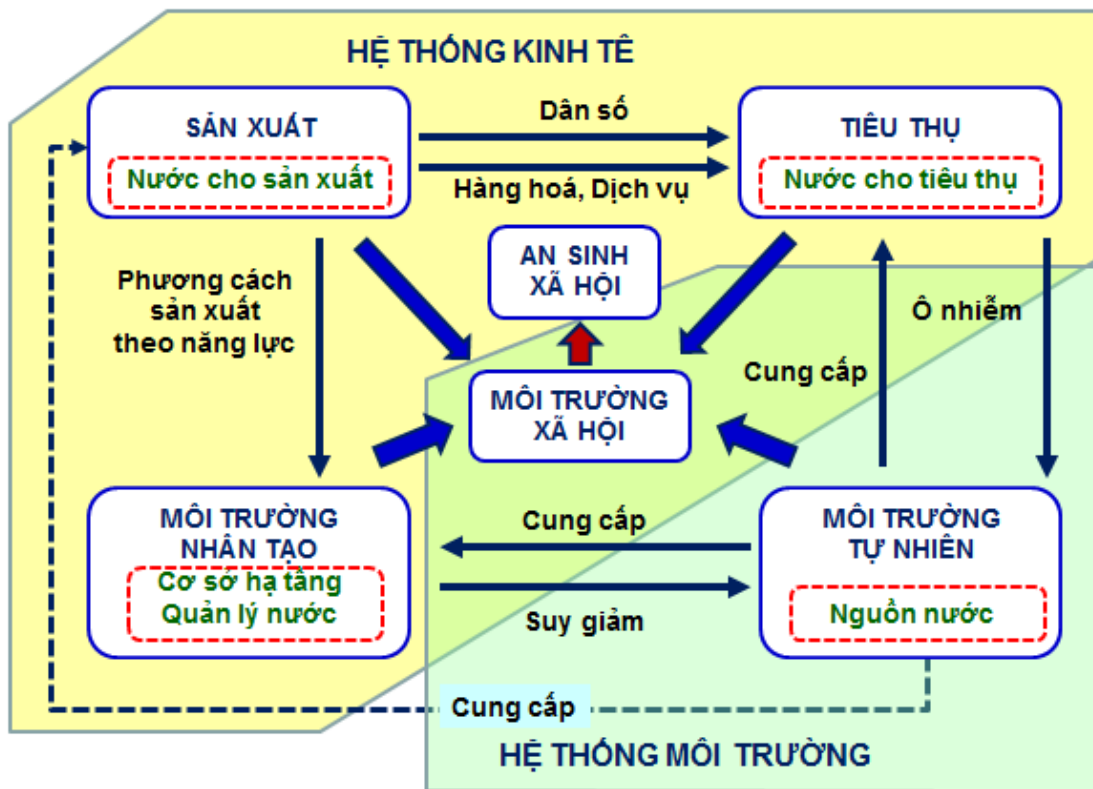 HỆ THỐNG KINH TẾ
SẢN XUẤT
Nước cho sản xuất
Dân số
Hàng hoá, Dịch vụ
TIÊU THỤ
Nước cho tiêu thụ
AN SINH
XÃ HỘI
Phương cách
sản xuất
theo năng lực
Ô nhiễm
Cung cấp
MÔI TRƯỜNG
XÃ HỘI
MÔI TRƯỜNG
NHÂN TẠO
Cơ sở hạ tầng
Quản lý nước
Cung cấp
Suy giảm
MÔI TRƯỜNG
TỰ NHIÊN
Nguồn nước
Cung cấp
HỆ THỐNG MÔI TRƯỜNG